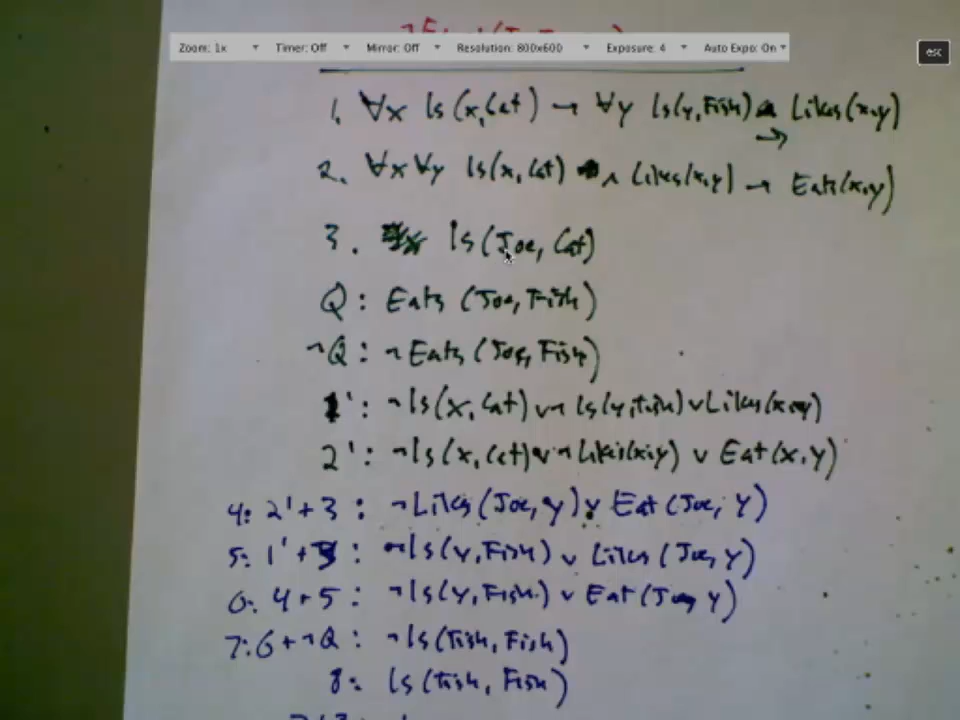 Zoom: 1x Timer: Off Mirror: Off Resolution: 800x600 Exposure: 4 Auto Expo: On
esc
1. ∀x Is(x, Cat) → ∀y Is(y, Fish) → Likes(x,y)
2. ∀x ∀y Is(x, Cat) ∧ Likes(x,y) → Eats(x,y)
3. Is(Joe, Cat)
Q: Eats (Joe, Fish)
¬Q: ¬Eats (Joe, Fish)
1': ¬Is(x, Cat) ∨ ¬ Is(y, Fish) ∨ Likes(x,y)
2': ¬Is(x, Cat) ∨ ¬ Likes(x,y) ∨ Eat(x,y)
4: 2'+3 : ¬Likes(Joe, y) ∨ Eat(Joe, y)
5: 1'+3 : ¬Is(y, Fish) ∨ Likes(Joe, y)
6: 4+5 : ¬Is(y, Fish) ∨ Eat(Joe, y)
7: 6+¬Q : ¬Is(Fish, Fish)
8: Is(Fish, Fish)